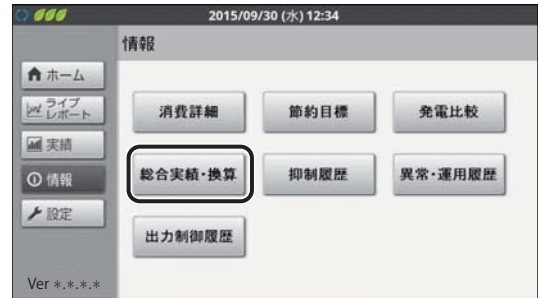 2015/09/30 (水) 12:34
情報
ホーム
ライブ
レポート
実績
情報
設定
消費詳細
節約目標
発電比較
総合実績・換算
抑制履歴
異常・運用履歴
出力制御履歴
Ver *.*.*.*